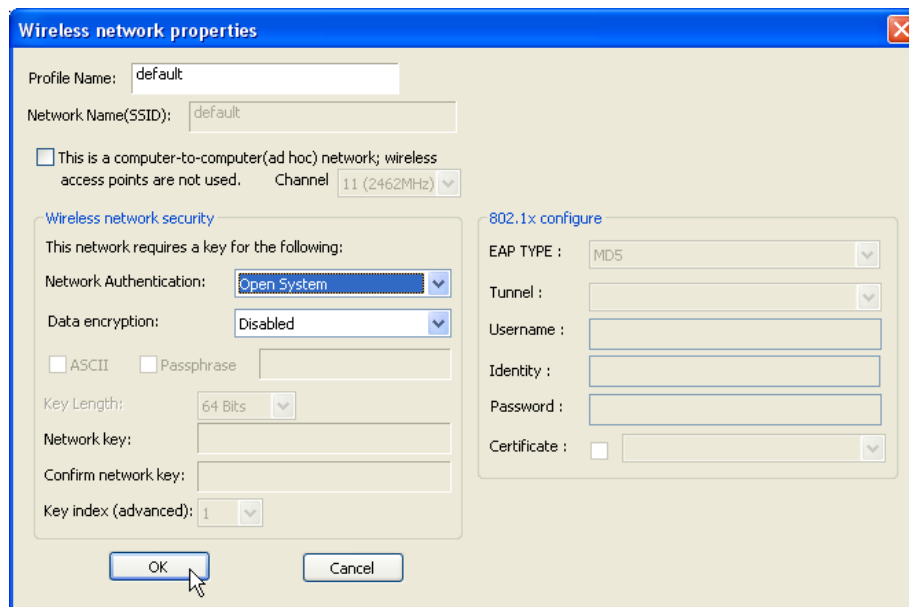 Wireless network properties
Profile Name: default
Network Name(SSID): default
This is a computer-to-computer(ad hoc) network; wireless
access points are not used. Channel 11 (2462MHz)
Wireless network security
This network requires a key for the following:
Network Authentication: Open System
Data encryption: Disabled
ASCII Passphrase
Key Length: 64 Bits
Network key:
Confirm network key:
Key index (advanced): 1
802.1x configure
EAP TYPE : MD5
Tunnel :
Username :
Identity :
Password :
Certificate :
OK Cancel